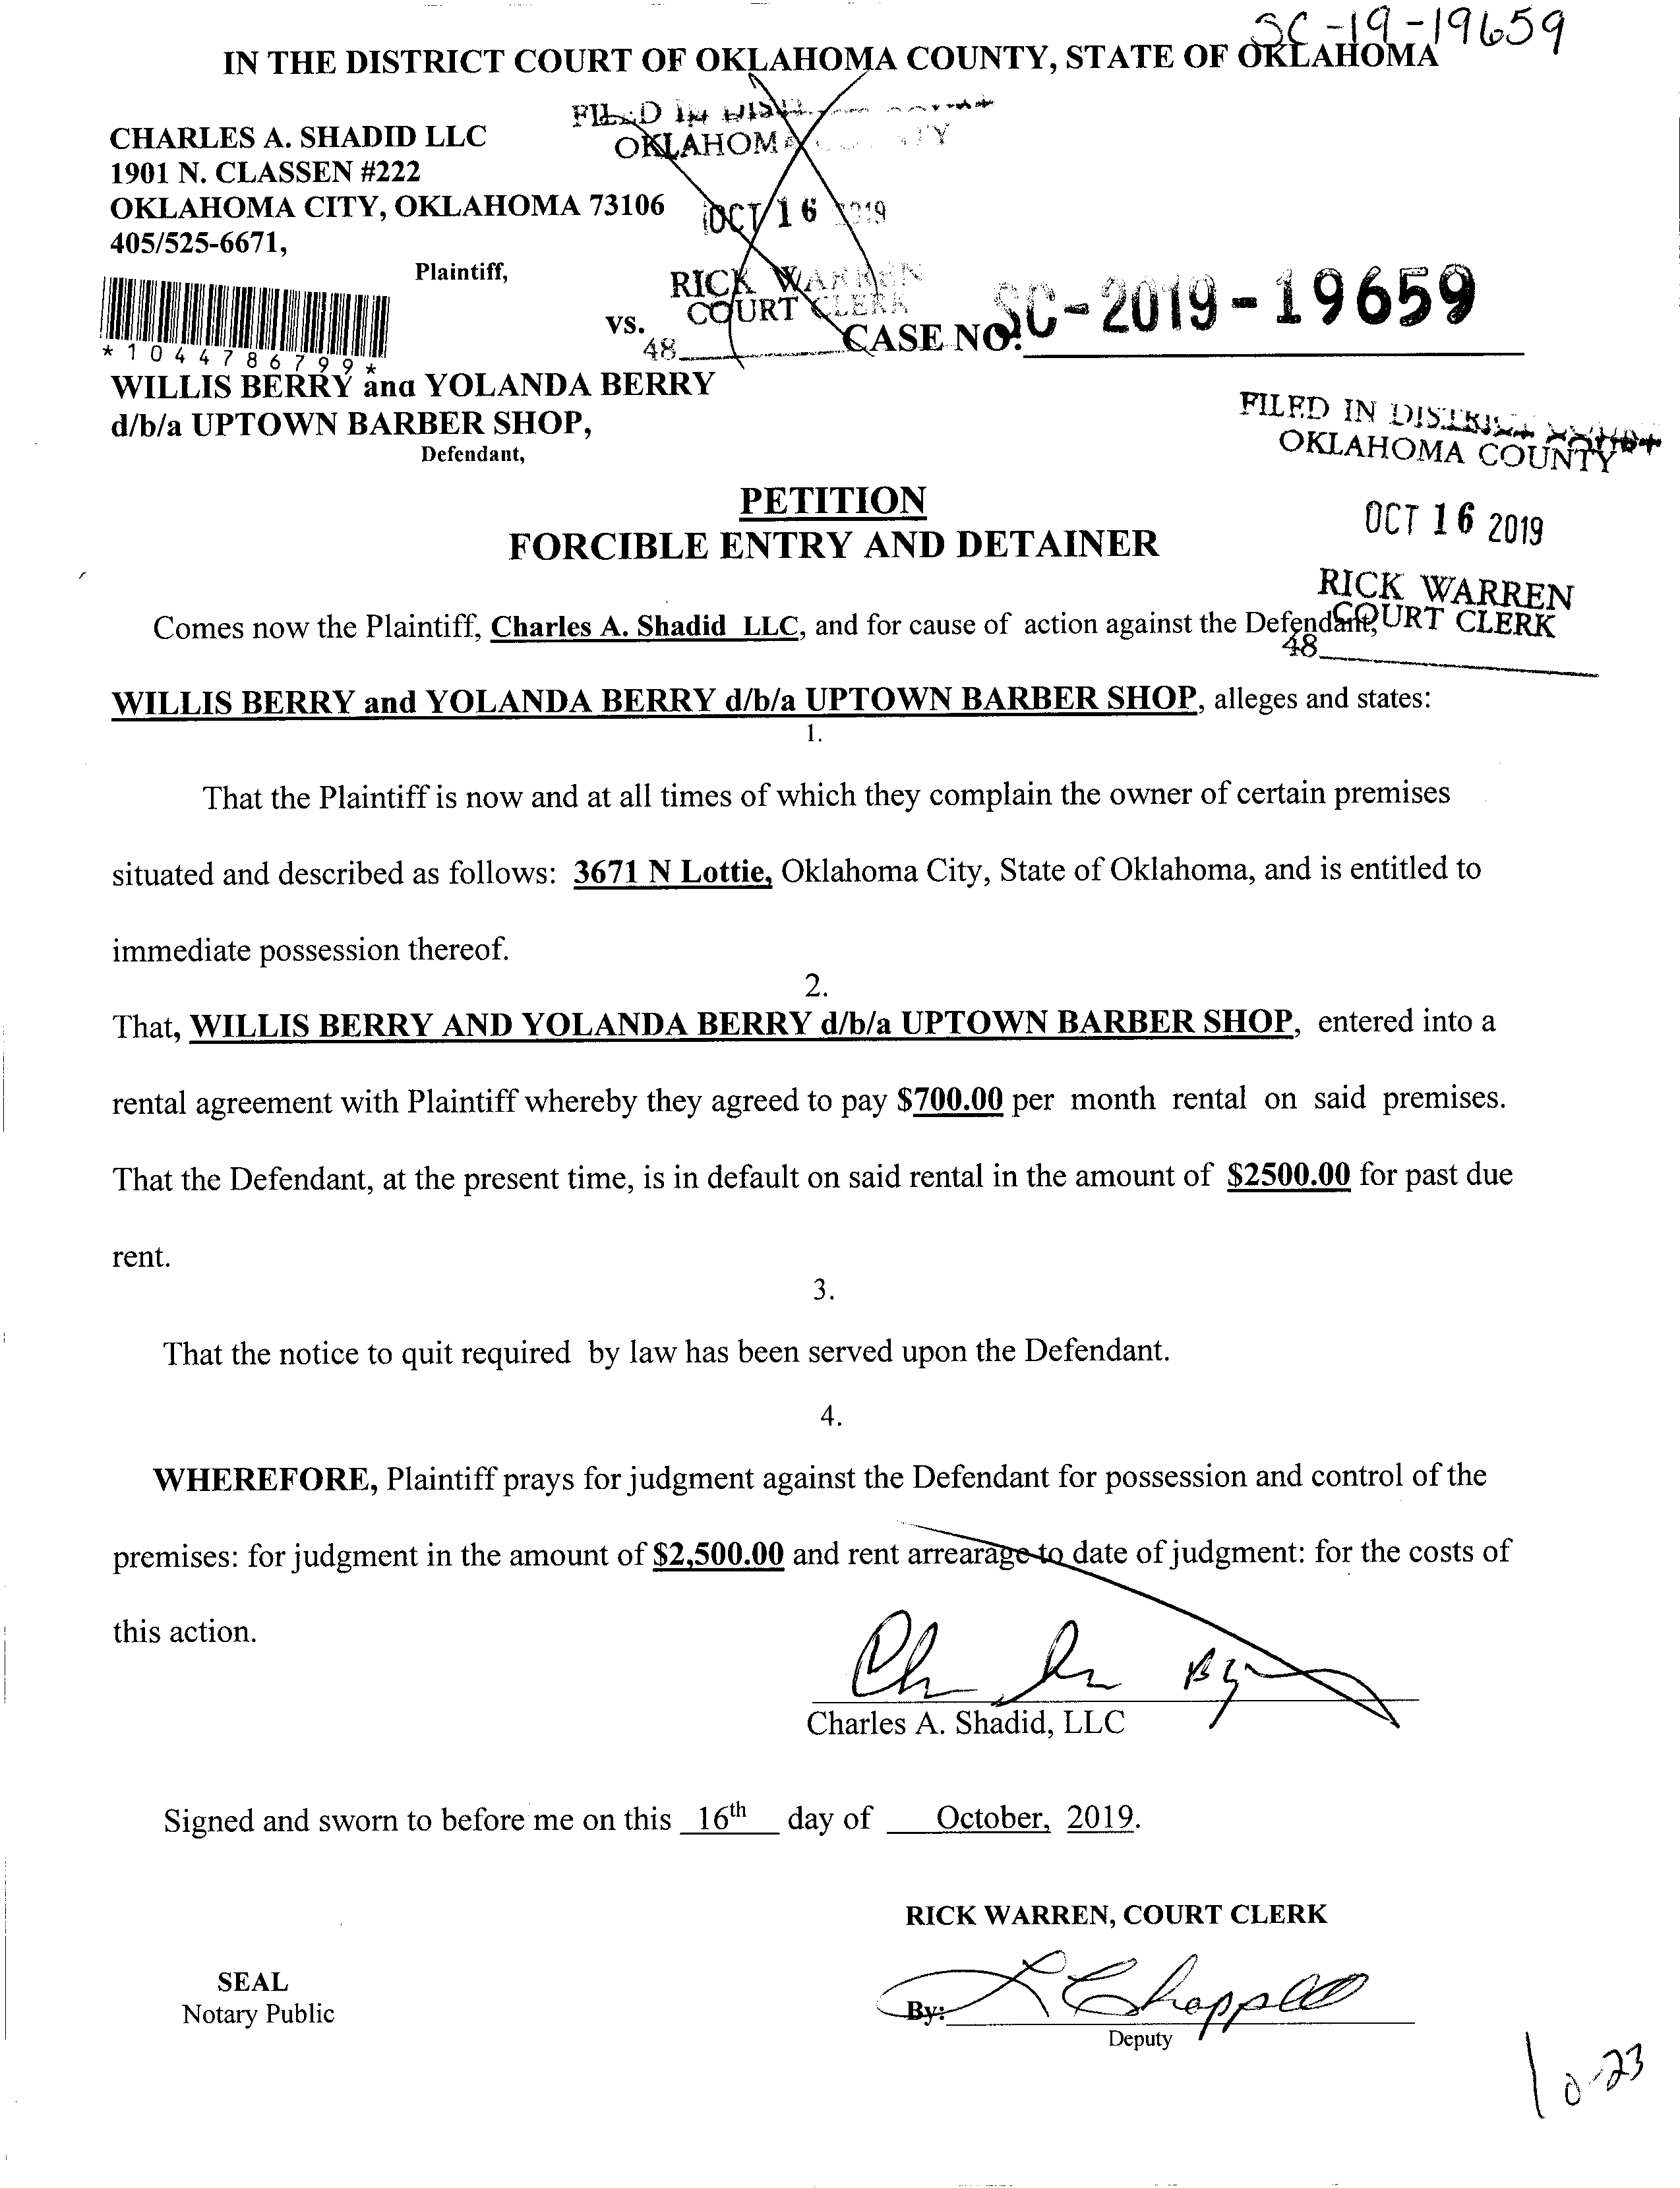 SC-19-19659
IN THE DISTRICT COURT OF OKLAHOMA COUNTY, STATE OF OKLAHOMA
FILED IN
OKLAHOMA
CHARLES A. SHADID LLC
1901 N. CLASSEN #222
OKLAHOMA CITY, OKLAHOMA 73106
OCT 16 2019
405/525-6671,
Plaintiff,
RICK WARREN
COURT CLERK
vs.
48
CASE NO.
SC-2019-19659
*1044786799*
WILLIS BERRY and YOLANDA BERRY
d/b/a UPTOWN BARBER SHOP,
Defendant,
FILED IN DISTRICT COURT
OKLAHOMA COUNTY
OCT 16 2019
RICK WARREN
COURT CLERK
48
PETITION
FORCIBLE ENTRY AND DETAINER
Comes now the Plaintiff, Charles A. Shadid LLC, and for cause of action against the Defendant,
WILLIS BERRY and YOLANDA BERRY d/b/a UPTOWN BARBER SHOP, alleges and states:
1.
That the Plaintiff is now and at all times of which they complain the owner of certain premises
situated and described as follows: 3671 N Lottie, Oklahoma City, State of Oklahoma, and is entitled to
immediate possession thereof.
2.
That, WILLIS BERRY AND YOLANDA BERRY d/b/a UPTOWN BARBER SHOP, entered into a
rental agreement with Plaintiff whereby they agreed to pay $700.00 per month rental on said premises.
That the Defendant, at the present time, is in default on said rental in the amount of $2500.00 for past due
rent.
3.
That the notice to quit required by law has been served upon the Defendant.
4.
WHEREFORE, Plaintiff prays for judgment against the Defendant for possession and control of the
premises: for judgment in the amount of $2,500.00 and rent arrearage to date of judgment: for the costs of
this action.
Charles A. Shadid, LLC
Signed and sworn to before me on this 16th day of October, 2019.
RICK WARREN, COURT CLERK
SEAL
Notary Public
By:
Deputy
10-23